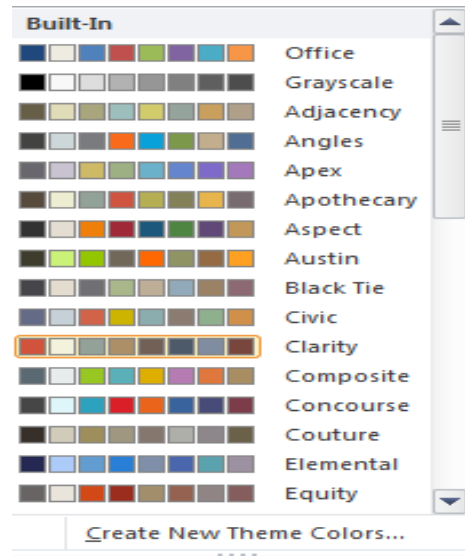 Built-In
Office
Grayscale
Adjacency
Angles
Apex
Apothecary
Aspect
Austin
Black Tie
Civic
Clarity
Composite
Concourse
Couture
Elemental
Equity
Create New Theme Colors...